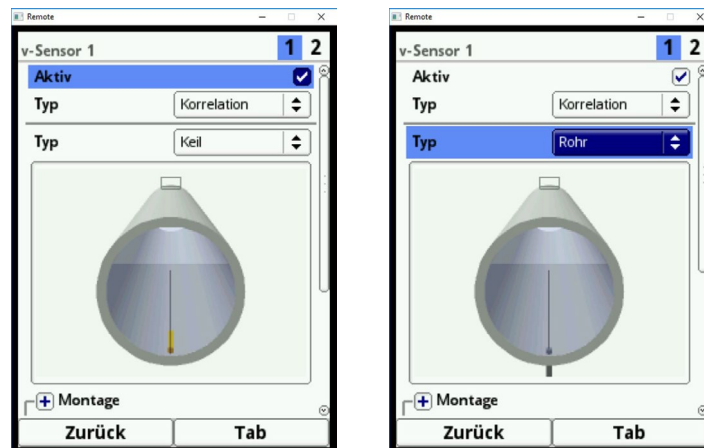 Remote
v-Sensor 1
1 2
Aktiv
Typ
Korrelation
Typ
Keil
Montage
Zurück
Tab
Remote
v-Sensor 1
1 2
Aktiv
Typ
Korrelation
Typ
Rohr
Montage
Zurück
Tab